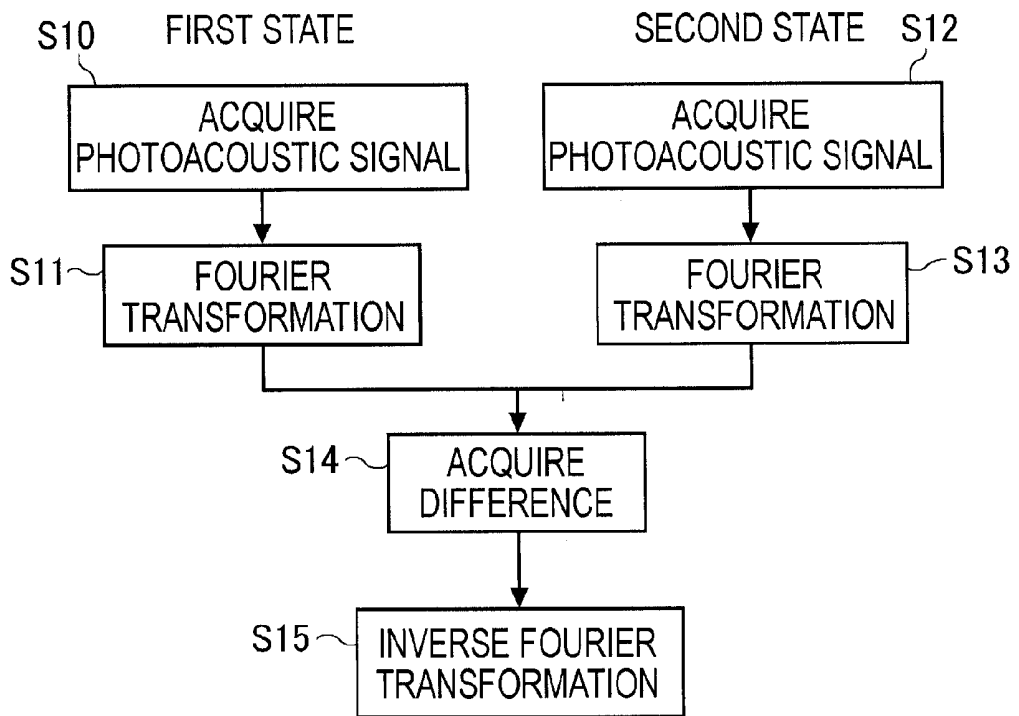 S10
FIRST STATE
SECOND STATE
S12
ACQUIRE
PHOTOACOUSTIC SIGNAL
ACQUIRE
PHOTOACOUSTIC SIGNAL
S11
FOURIER
TRANSFORMATION
FOURIER
TRANSFORMATION
S13
S14
ACQUIRE
DIFFERENCE
S15
INVERSE FOURIER
TRANSFORMATION